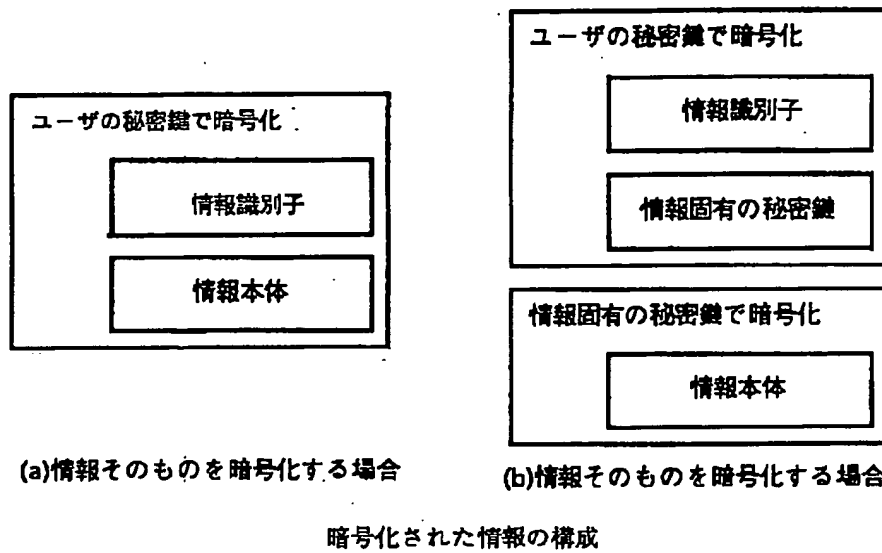 ユーザの秘密鍵で暗号化
情報識別子
情報本体
(a)情報そのものを暗号化する場合
ユーザの秘密鍵で暗号化
情報識別子
情報固有の秘密鍵
情報固有の秘密鍵で暗号化
情報本体
(b)情報そのものを暗号化する場合
暗号化された情報の構成